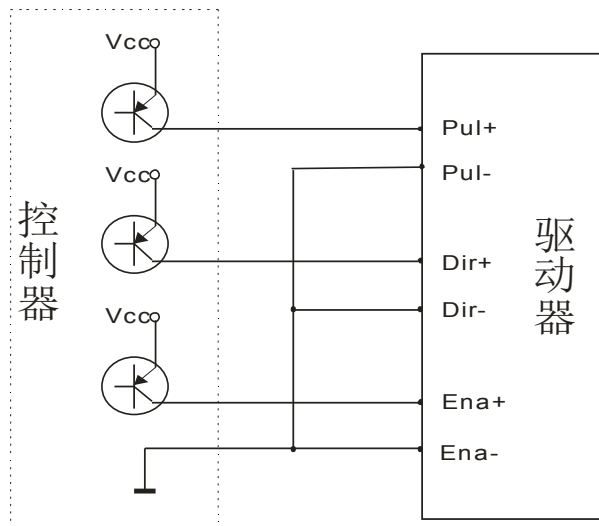 Vcc
Pul+
Pul-
Vcc
控制器
驱动器
Dir+
Dir-
Vcc
Ena+
Ena-